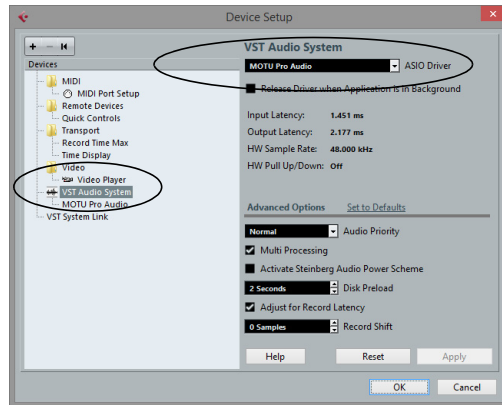 Device Setup
x
+ - |◀
Devices
MIDI
MIDI Port Setup
Remote Devices
Quick Controls
Transport
Record Time Max
Time Display
Video
Video Player
VST Audio System
MOTU Pro Audio
VST System Link
VST Audio System
MOTU Pro Audio ASIO Driver
Release Driver when Application is in Background
Input Latency: 1.451 ms
Output Latency: 2.177 ms
HW Sample Rate: 48.000 kHz
HW Pull Up/Down: Off
Advanced Options Set to Defaults
Normal Audio Priority
Multi Processing
Activate Steinberg Audio Power Scheme
2 Seconds Disk Preload
Adjust for Record Latency
0 Samples Record Shift
Help Reset Apply
OK Cancel